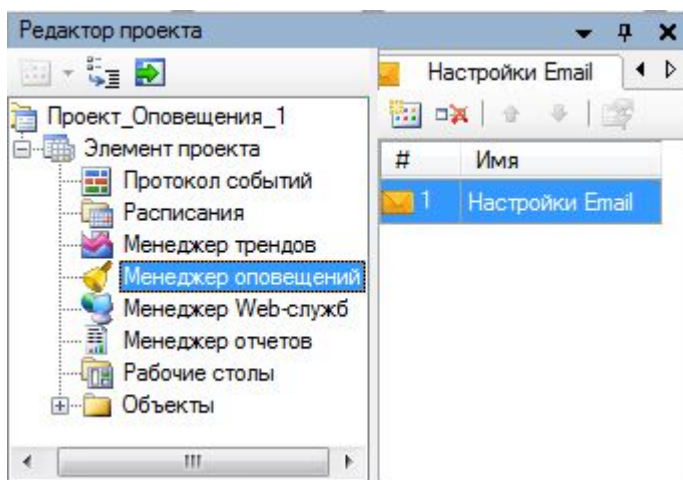 Редактор проекта
Настройки Email
Проект_Оповещения_1
Элемент проекта
Протокол событий
Расписания
Менеджер трендов
Менеджер оповещений
Менеджер Web-служб
Менеджер отчетов
Рабочие столы
Объекты
# Имя
1 Настройки Email